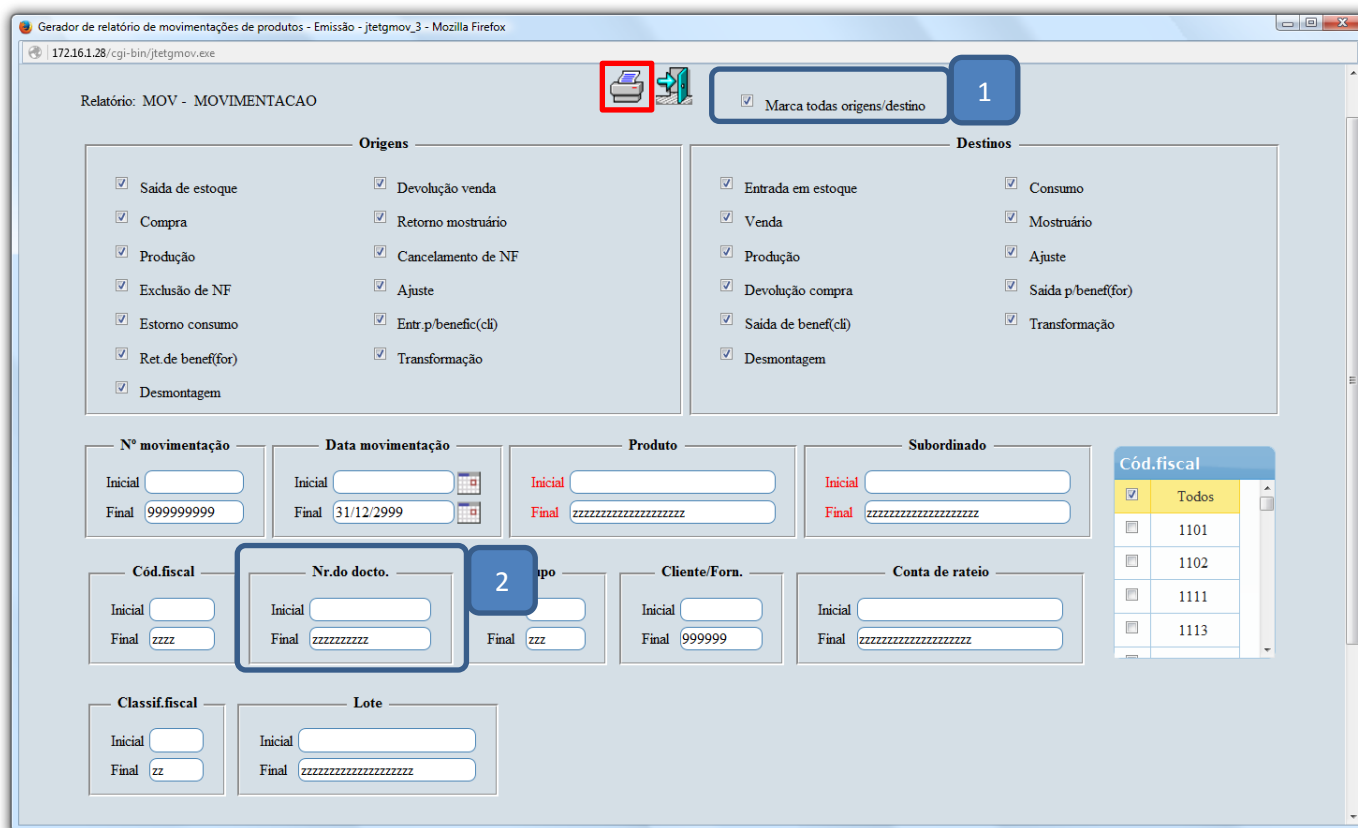 Gerador de relatório de movimentações de produtos - Emissão - jtetgmov_3 - Mozilla Firefox
172.16.1.28/cgi-bin/jtetgmov.exe
Relatório: MOV - MOVIMENTACAO
Marca todas origens/destino
1
Origens
Destinos
Saida de estoque Devolução venda Entrada em estoque Consumo
Compra Retorno mostruário Venda Mostruário
Produção Cancelamento de NF Produção Ajuste
Exclusão de NF Ajuste Devolução compra Saida p/benef(for)
Estorno consumo Entr.p/benefic(cli) Saida de benef(cli) Transformação
Ret.de benef(for) Transformação Desmontagem
Desmontagem
Nº movimentação Data movimentação Produto Subordinado
Inicial Inicial Inicial Inicial
Final 999999999 Final 31/12/2999 Final zzzzzzzzzzzzzzzzzzzz Final zzzzzzzzzzzzzzzzzzzz
Cód.fiscal
Todos
1101
1102
1111
1113
Cód.fiscal Nr.do docto. 2 upo Cliente/Forn. Conta de rateio
Inicial Inicial Inicial Inicial
Final zzzz Final zzzzzzzzzz Final zzz Final 999999 Final zzzzzzzzzzzzzzzzzzzz
Classif.fiscal Lote
Inicial Inicial
Final zz Final zzzzzzzzzzzzzzzzzzzz